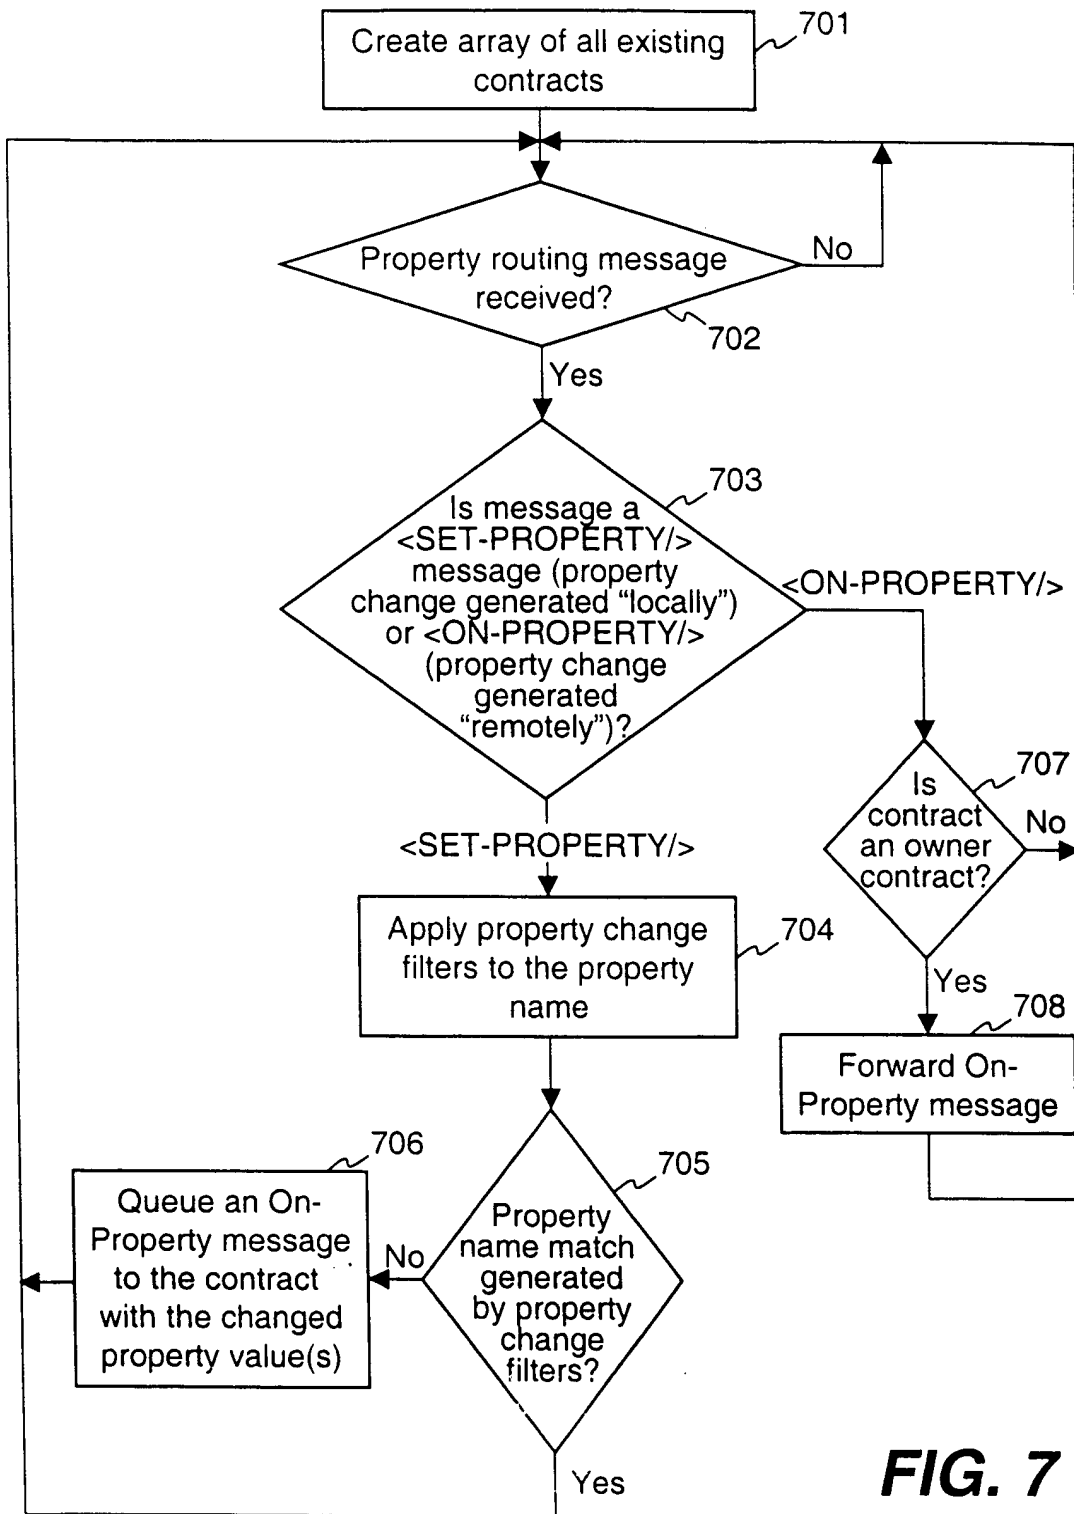 Create array of all existing
contracts
701
Property routing message
received?
No
702
Yes
703
Is message a
<SET-PROPERTY/>
message (property
change generated “locally”)
or <ON-PROPERTY/>
(property change
generated
“remotely”)?
<ON-PROPERTY/>
<SET-PROPERTY/>
707
Is
contract
an owner
contract?
No
Yes
Apply property change
filters to the property
name
704
708
Forward On-
Property message
706
Queue an On-
Property message
to the contract
with the changed
property value(s)
No
705
Property
name match
generated
by property
change
filters?
Yes
FIG. 7